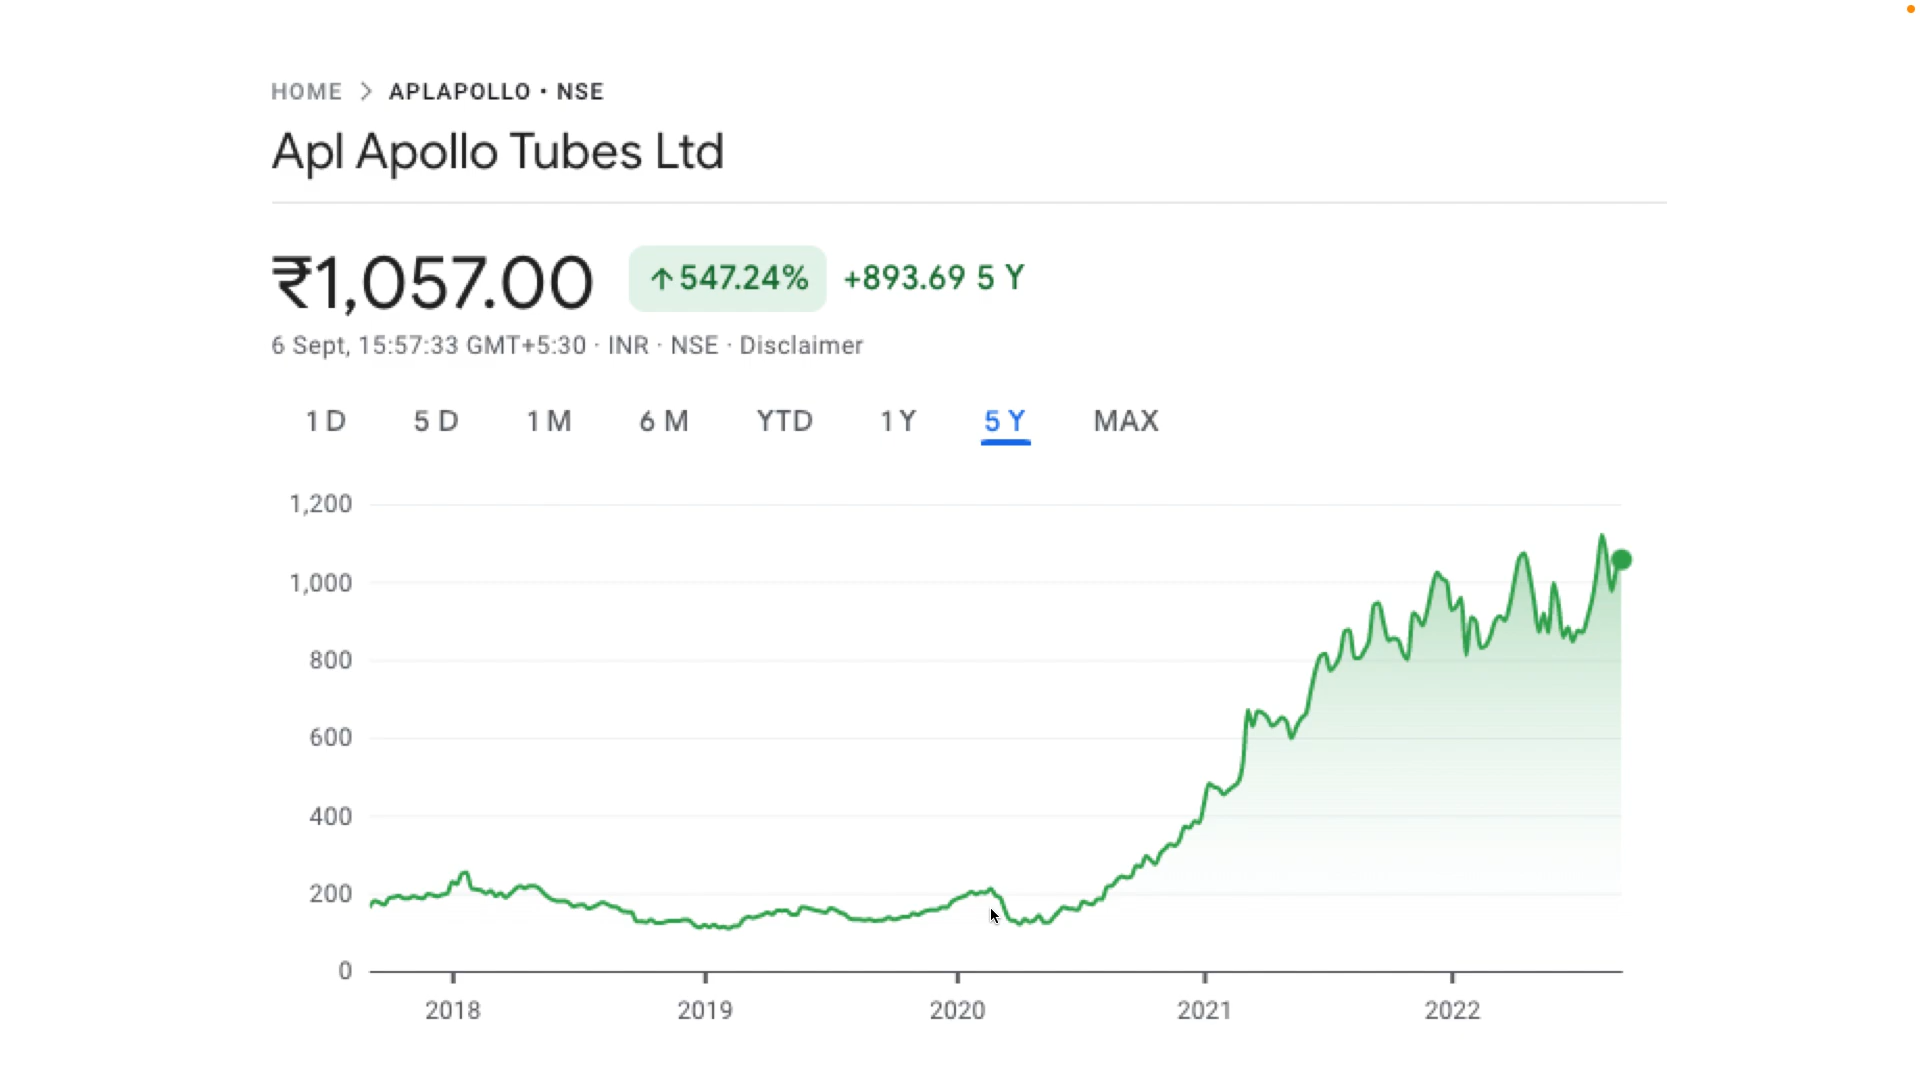 HOME > APLAPOLLO • NSE
Apl Apollo Tubes Ltd
₹1,057.00 ↑547.24% +893.69 5 Y
6 Sept, 15:57:33 GMT+5:30 · INR · NSE · Disclaimer
1 D 5 D 1 M 6 M YTD 1 Y 5 Y MAX
1,200
1,000
800
600
400
200
0
2018 2019 2020 2021 2022